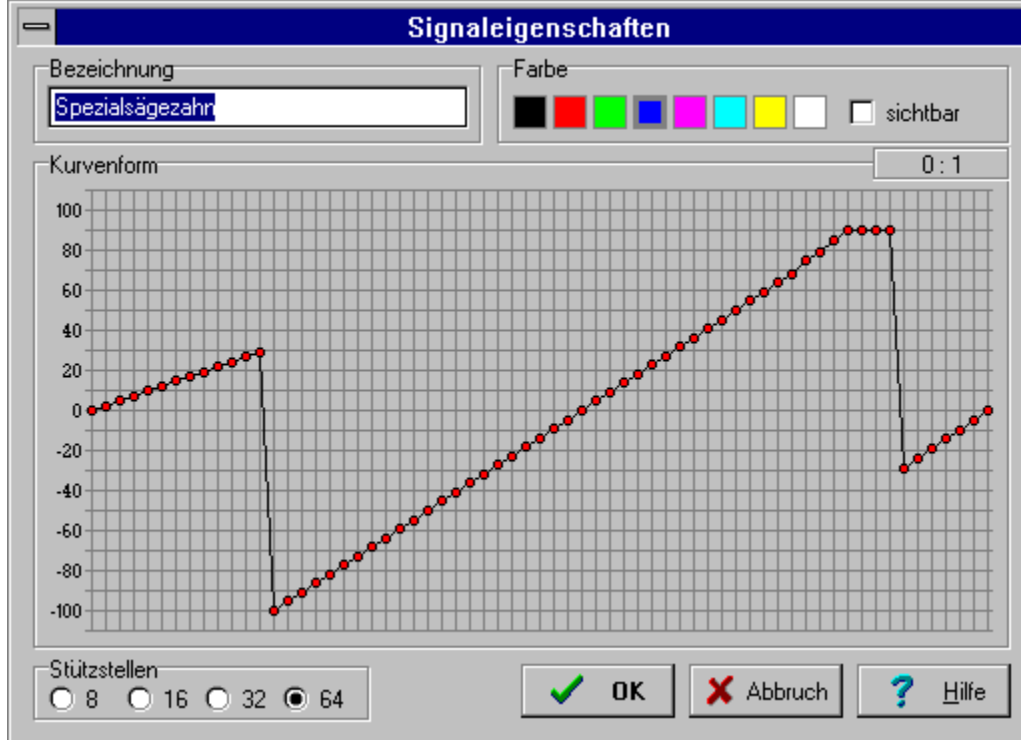 Signaleigenschaften
Bezeichnung
Spezialsägezahn
Farbe
sichtbar
Kurvenform
0 : 1
100
80
60
40
20
0
-20
-40
-60
-80
-100
Stützstellen
8 16 32 64
OK
Abbruch
? Hilfe